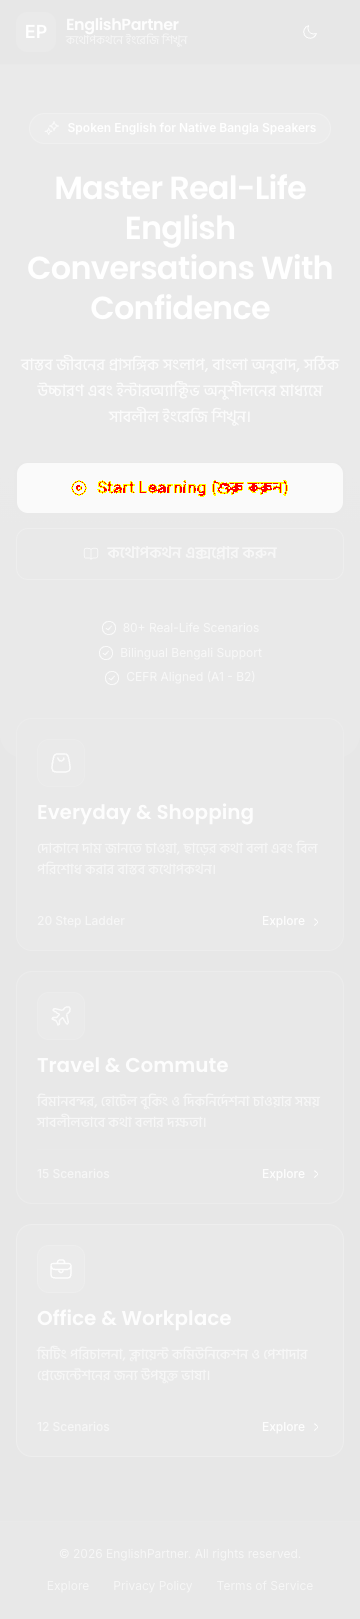 EP
EnglishPartner
কথোপকথনে ইংরেজি শিখুন
Spoken English for Native Bangla Speakers
Master Real-Life
English
Conversations With
Confidence
বাস্তব জীবনের প্রাসঙ্গিক সংলাপ, বাংলা অনুবাদ, সঠিক
উচ্চারণ এবং ইন্টারঅ্যাক্টিভ অনুশীলনের মাধ্যমে
সাবলীল ইংরেজি শিখুন।
Start Learning (শুরু করুন)
কথোপকথন এক্সপ্লোর করুন
80+ Real-Life Scenarios
Bilingual Bengali Support
CEFR Aligned (A1 - B2)
Everyday & Shopping
দোকানে দাম জানতে চাওয়া, ছাড়ের কথা বলা এবং বিল
পরিশোধ করার বাস্তব কথোপকথন।
20 Step Ladder
Explore
Travel & Commute
বিমানবন্দর, হোটেল বুকিং ও দিকনির্দেশনা চাওয়ার সময়
সাবলীলভাবে কথা বলার দক্ষতা।
15 Scenarios
Explore
Office & Workplace
মিটিং পরিচালনা, ক্লায়েন্ট কমিউনিকেশন ও পেশাদার
প্রেজেন্টেশনের জন্য উপযুক্ত ভাষা।
12 Scenarios
Explore
© 2026 EnglishPartner. All rights reserved.
Explore Privacy Policy Terms of Service